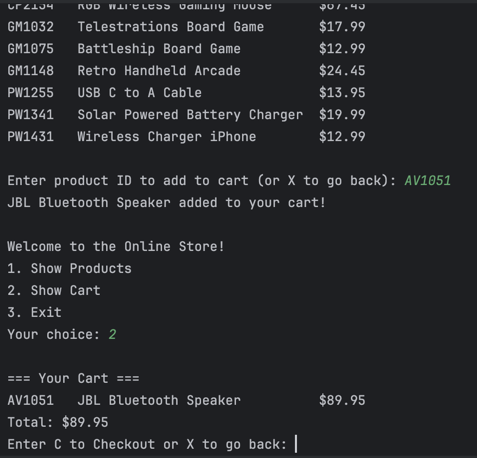 CP2154   RGB Wireless Gaming Mouse      $67.45
GM1032   Telestrations Board Game       $17.99
GM1075   Battleship Board Game          $12.99
GM1148   Retro Handheld Arcade          $24.45
PW1255   USB C to A Cable               $13.95
PW1341   Solar Powered Battery Charger  $19.99
PW1431   Wireless Charger iPhone        $12.99
Enter product ID to add to cart (or X to go back): AV1051
JBL Bluetooth Speaker added to your cart!
Welcome to the Online Store!
1. Show Products
2. Show Cart
3. Exit
Your choice: 2
=== Your Cart ===
AV1051   JBL Bluetooth Speaker          $89.95
Total: $89.95
Enter C to Checkout or X to go back: